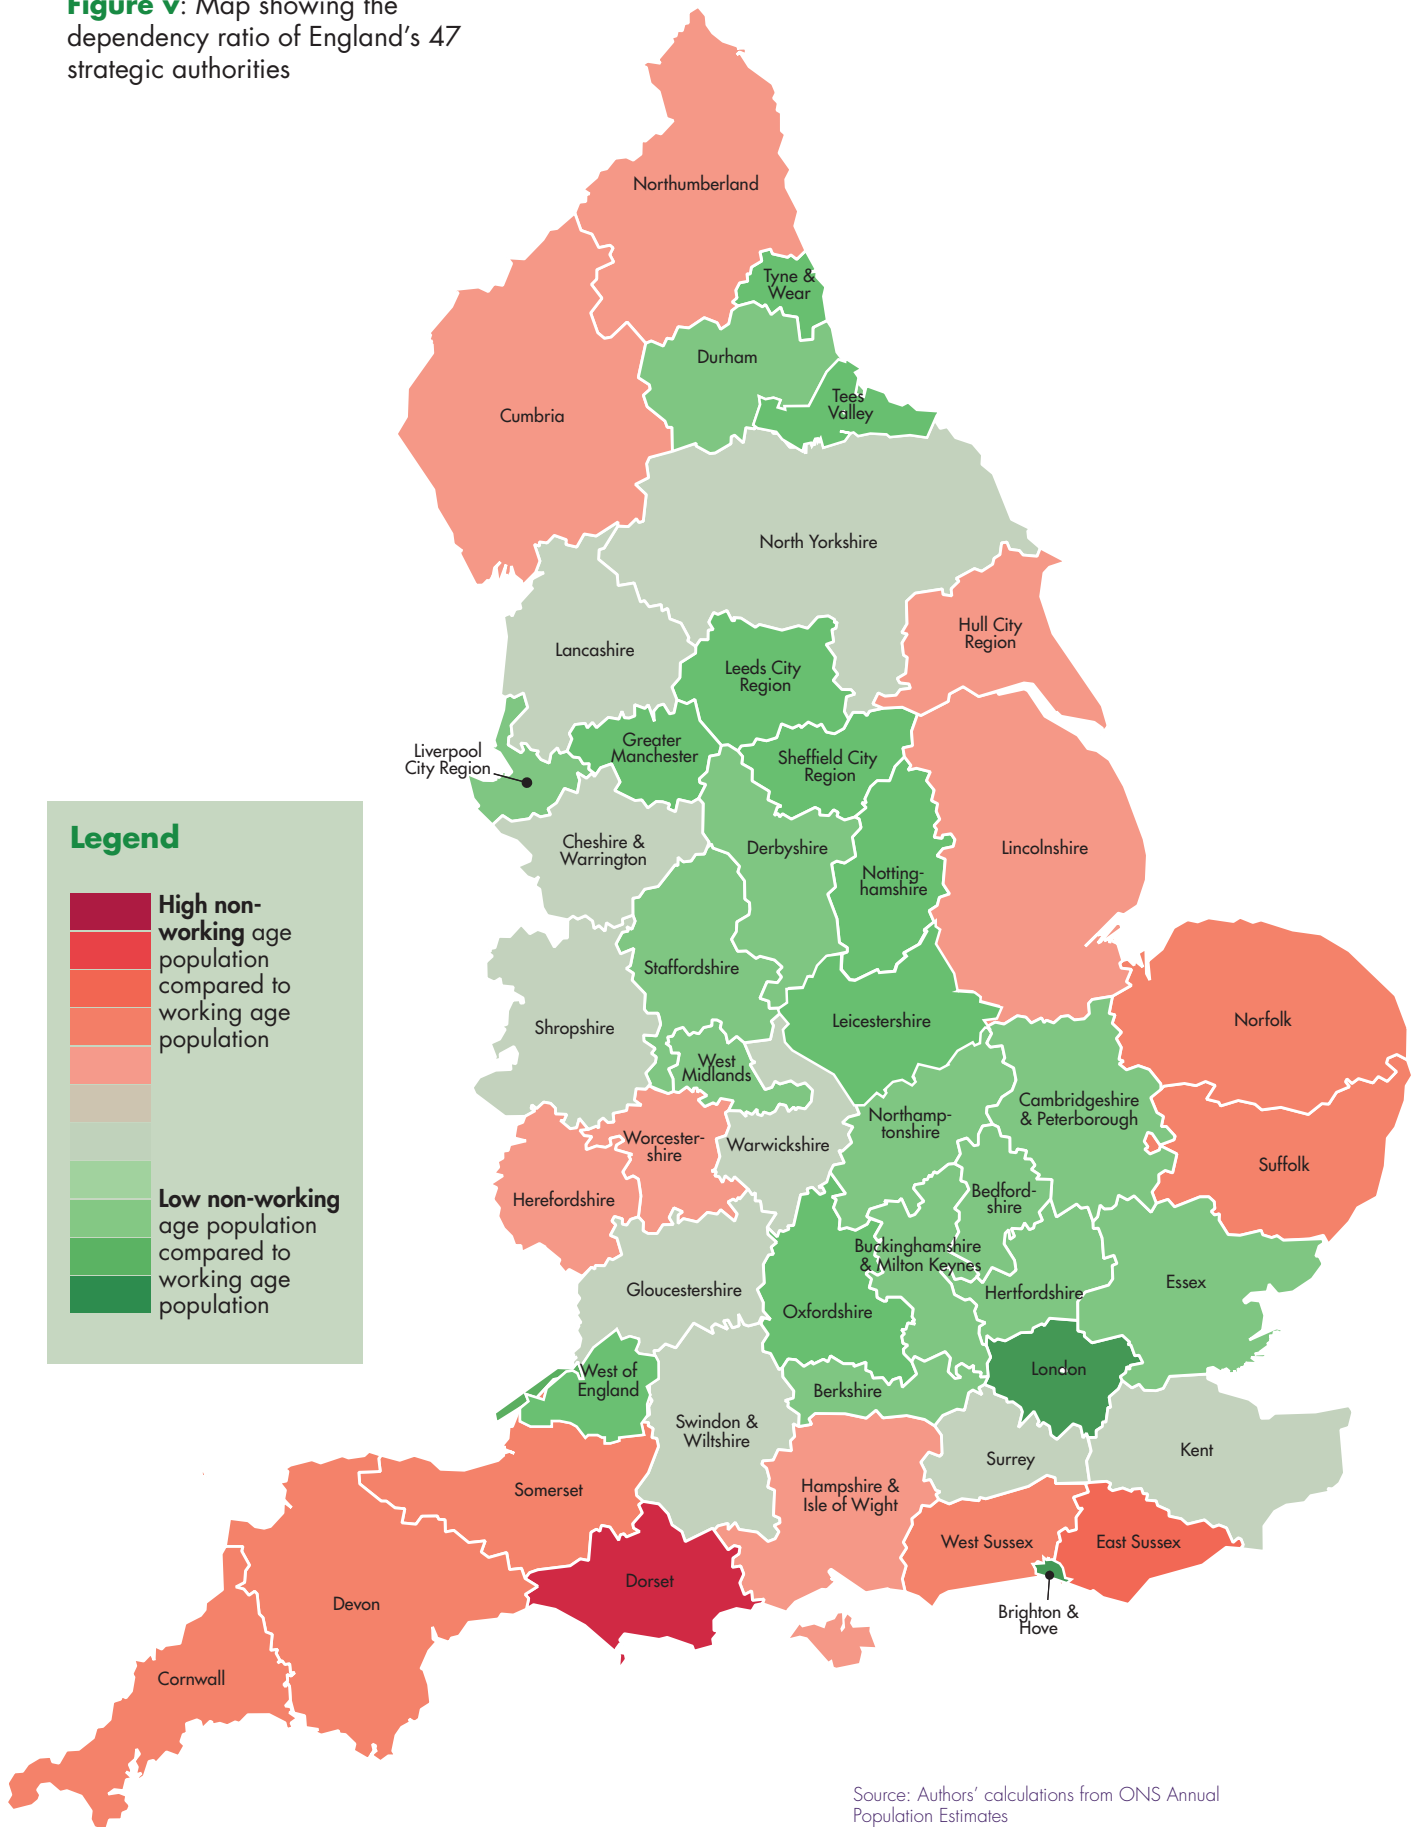 Figure v: Map showing the
dependency ratio of England's 47
strategic authorities
Northumberland
Tyne &
Wear
Durham
Tees
Valley
Cumbria
North Yorkshire
Hull City
Region
Lancashire
Leeds City
Region
Liverpool
City Region
Greater
Manchester
Sheffield City
Region
Cheshire &
Warrington
Derbyshire
Notting-
hamshire
Lincolnshire
Staffordshire
Shropshire
Leicestershire
Norfolk
West
Midlands
Cambridgeshire
& Peterborough
Northamp-
tonshire
Worcester-
shire
Warwickshire
Suffolk
Herefordshire
Bedford-
shire
Buckinghamshire
& Milton Keynes
Gloucestershire
Hertfordshire
Essex
Oxfordshire
West of
England
London
Berkshire
Swindon &
Wiltshire
Surrey
Kent
Somerset
Hampshire &
Isle of Wight
West Sussex
East Sussex
Dorset
Devon
Brighton &
Hove
Cornwall
Legend
High non-
working age
population
compared to
working age
population
Low non-working
age population
compared to
working age
population
Source: Authors' calculations from ONS Annual
Population Estimates